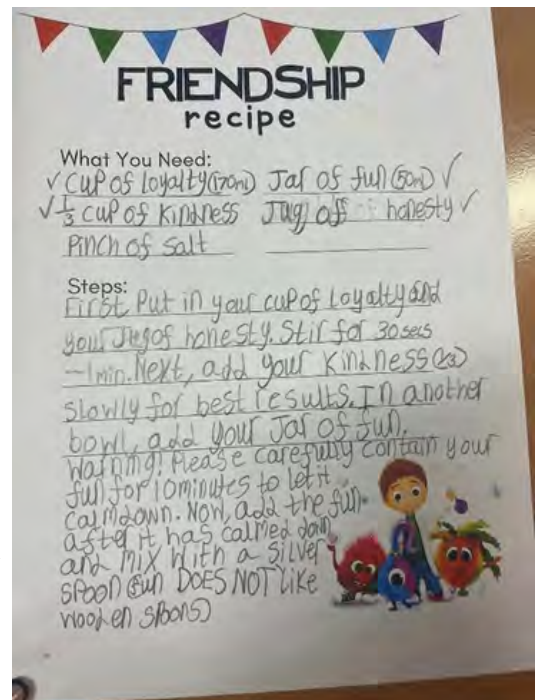 FRIENDSHIP
recipe
What You Need:
✓ Cup of loyalty (170ml) Jar of fun (50ml) ✓
✓ 1/3 cup of kindness Jug of honesty ✓
Pinch of salt
Steps:
First Put in your cup of loyalty and
your Jug of honesty. Stir for 30 secs
-1 min. Next, add your kindness (1/3)
slowly for best results. In another
bowl, add your Jar of fun.
Warning! Please carefully contain your
fun for 10 minutes to let it
calm down. Now, add the fun
after it has calmed down
and mix with a silver
spoon (fun DOES NOT like
wooden spoons)